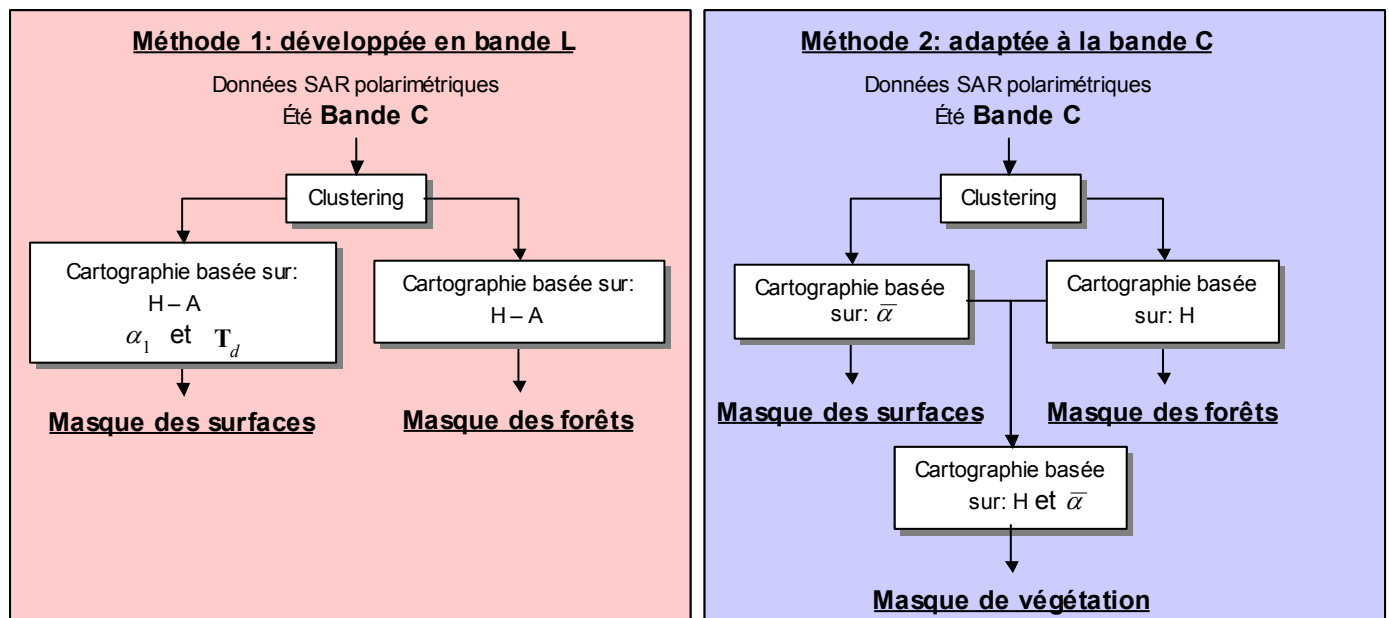 Méthode 1: développée en bande L
Données SAR polarimétriques
Été Bande C
Clustering
Cartographie basée sur:
H – A
α₁ et T_d
Masque des surfaces
Cartographie basée sur:
H – A
Masque des forêts
Méthode 2: adaptée à la bande C
Données SAR polarimétriques
Été Bande C
Clustering
Cartographie basée
sur: ᾱ
Masque des surfaces
Cartographie basée
sur: H
Masque des forêts
Cartographie basée
sur: H et ᾱ
Masque de végétation